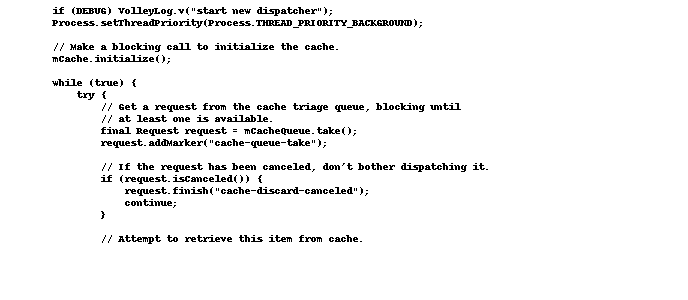 if (DEBUG) VolleyLog.v("start new dispatcher");
Process.setThreadPriority(Process.THREAD_PRIORITY_BACKGROUND);
// Make a blocking call to initialize the cache.
mCache.initialize();
while (true) {
try {
// Get a request from the cache triage queue, blocking until
// at least one is available.
final Request request = mCacheQueue.take();
request.addMarker("cache-queue-take");
// If the request has been canceled, don't bother dispatching it.
if (request.isCanceled()) {
request.finish("cache-discard-canceled");
continue;
}
// Attempt to retrieve this item from cache.